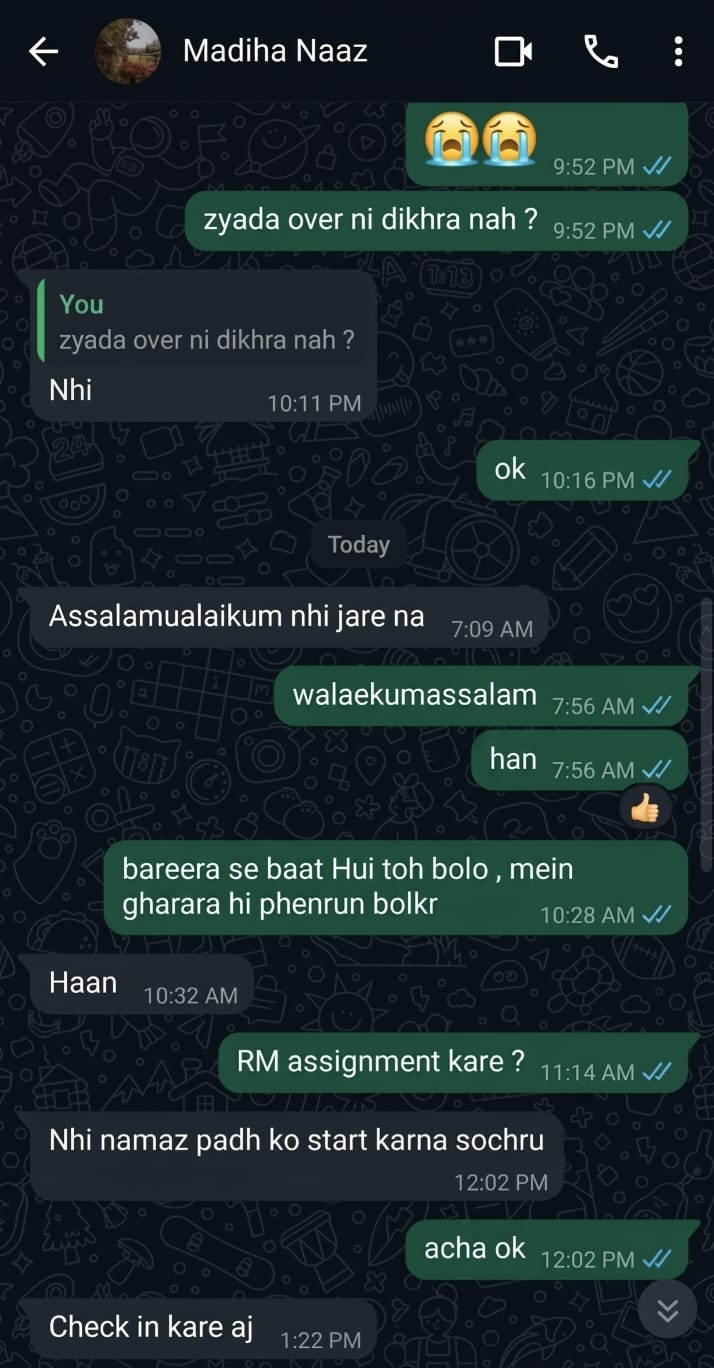 Madiha Naaz
😭😭
9:52 PM
zyada over ni dikhra nah ? 9:52 PM
You
zyada over ni dikhra nah ?
Nhi
10:11 PM
ok 10:16 PM
Today
Assalamualaikum nhi jare na 7:09 AM
walaekumassalam 7:56 AM
han 7:56 AM
👍
bareera se baat Hui toh bolo , mein
gharara hi phenrun bolkr 10:28 AM
Haan 10:32 AM
RM assignment kare ? 11:14 AM
Nhi namaz padh ko start karna sochru
12:02 PM
acha ok 12:02 PM
Check in kare aj 1:22 PM